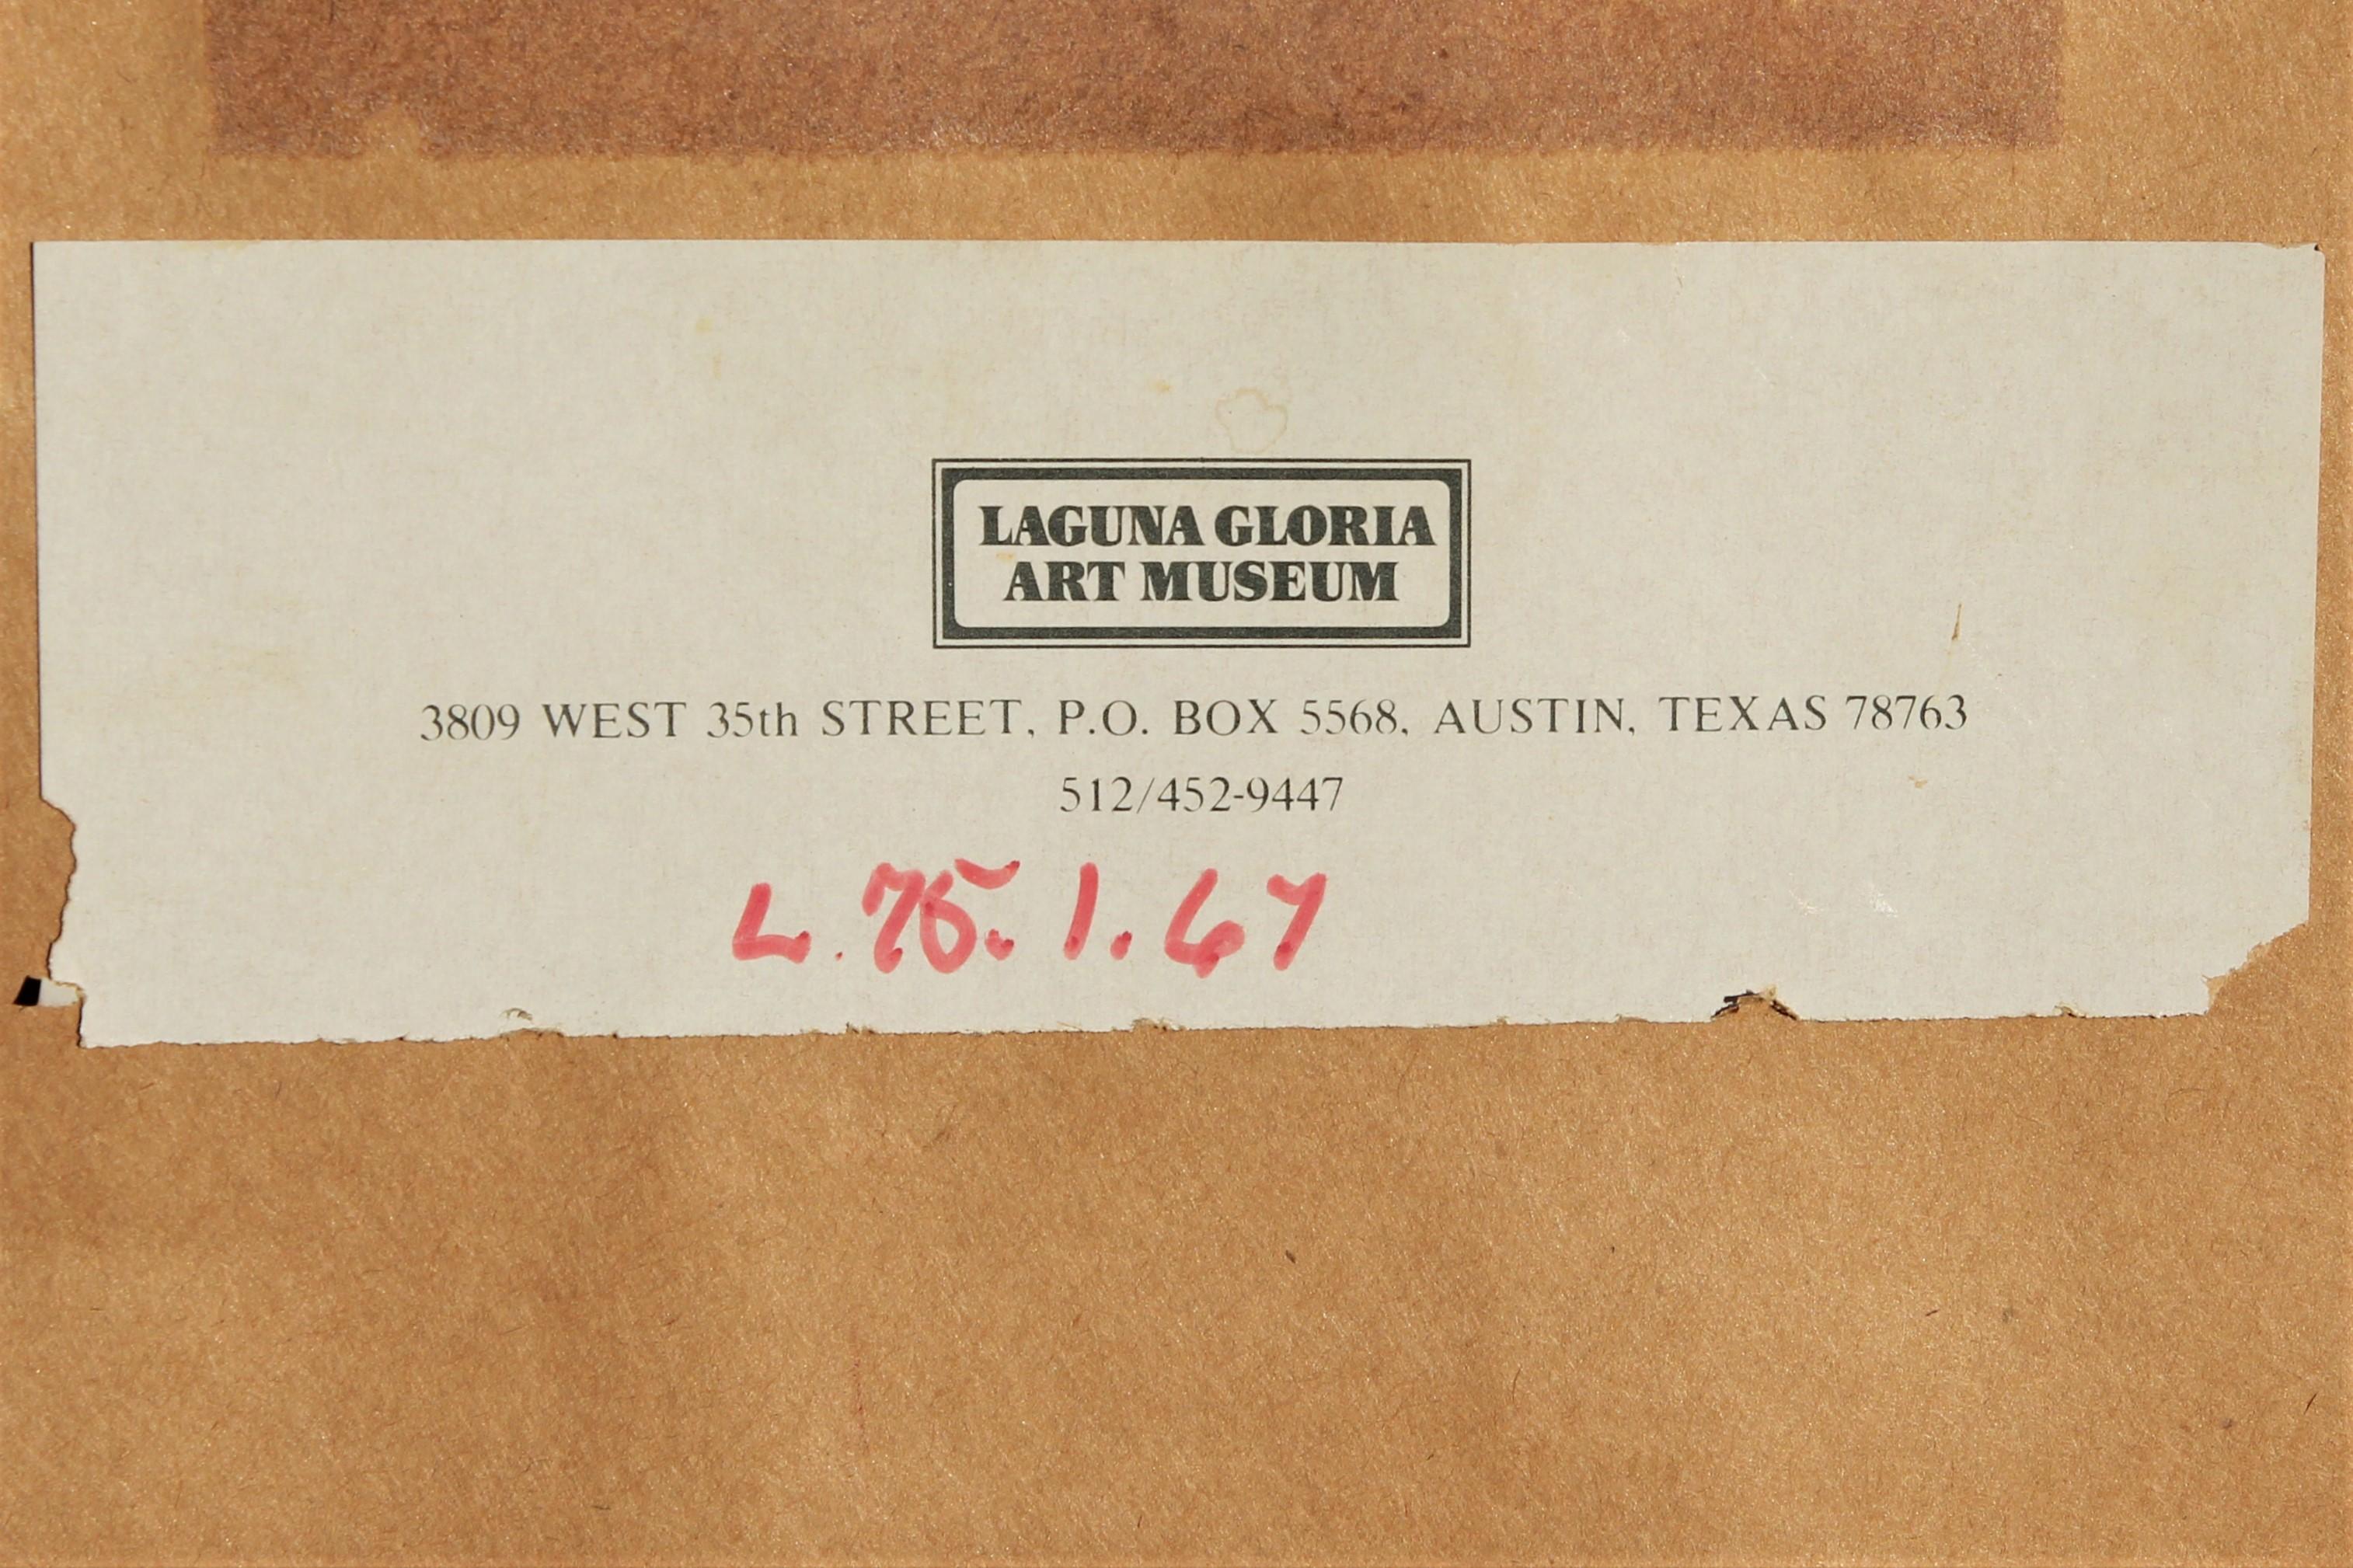 LAGUNA GLORIA
ART MUSEUM
3809 WEST 35th STREET, P.O. BOX 5568, AUSTIN, TEXAS 78763
512/452-9447
L.75.1.67